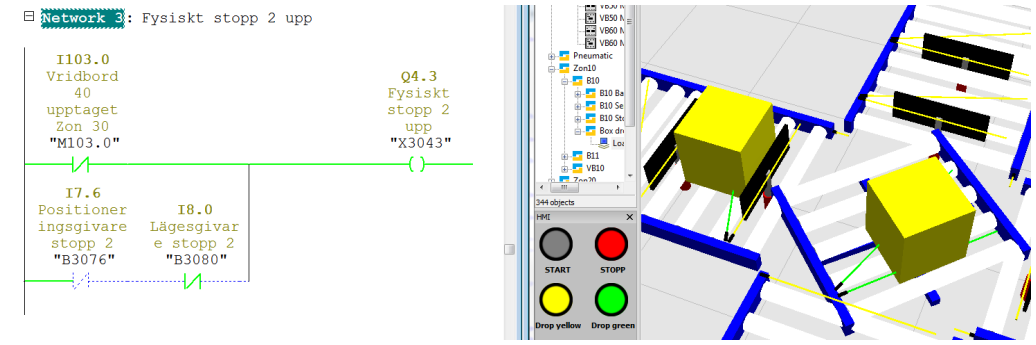 Network 3: Fysiskt stopp 2 upp
I103.0
Vridbord
40
upptaget
Zon 30
"M103.0"
Q4.3
Fysiskt
stopp 2
upp
"X3043"
I7.6
Positioner
ingsgivare
stopp 2
"B3076"
I8.0
Lägesgivar
e stopp 2
"B3080"
VB50 N
VB60 N
VB60 N
Pneumatic
Zon10
B10
B10 Ba
B10 Se
B10 Sto
Box dr
Loa
B11
VB10
Zon20
344 objects
HMI
START
STOPP
Drop yellow
Drop green